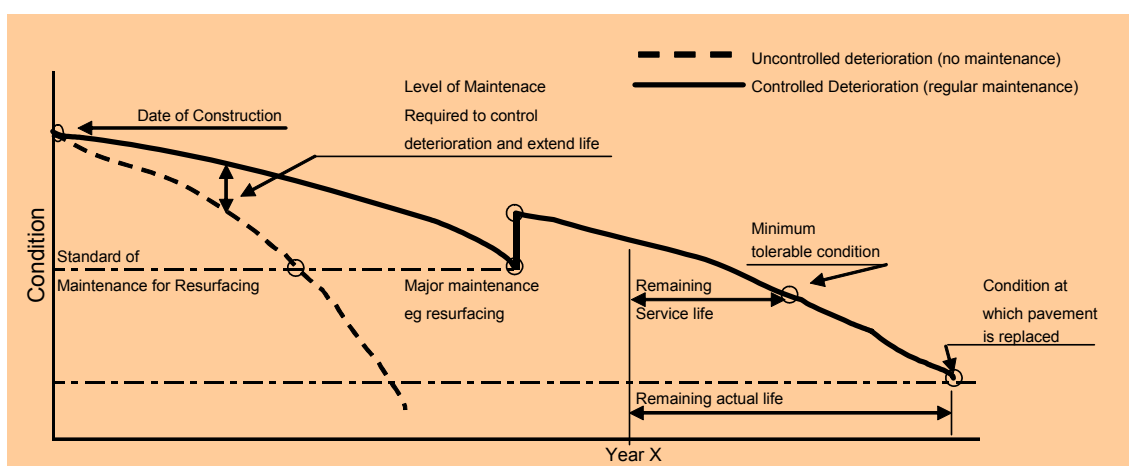 Uncontrolled deterioration (no maintenance)
Controlled Deterioration (regular maintenance)
Level of Maintenace
Required to control
deterioration and extend life
Date of Construction
Condition
Standard of
Maintenance for Resurfacing
Major maintenance
eg resurfacing
Minimum
tolerable condition
Remaining
Service life
Condition at
which pavement
is replaced
Remaining actual life
Year X